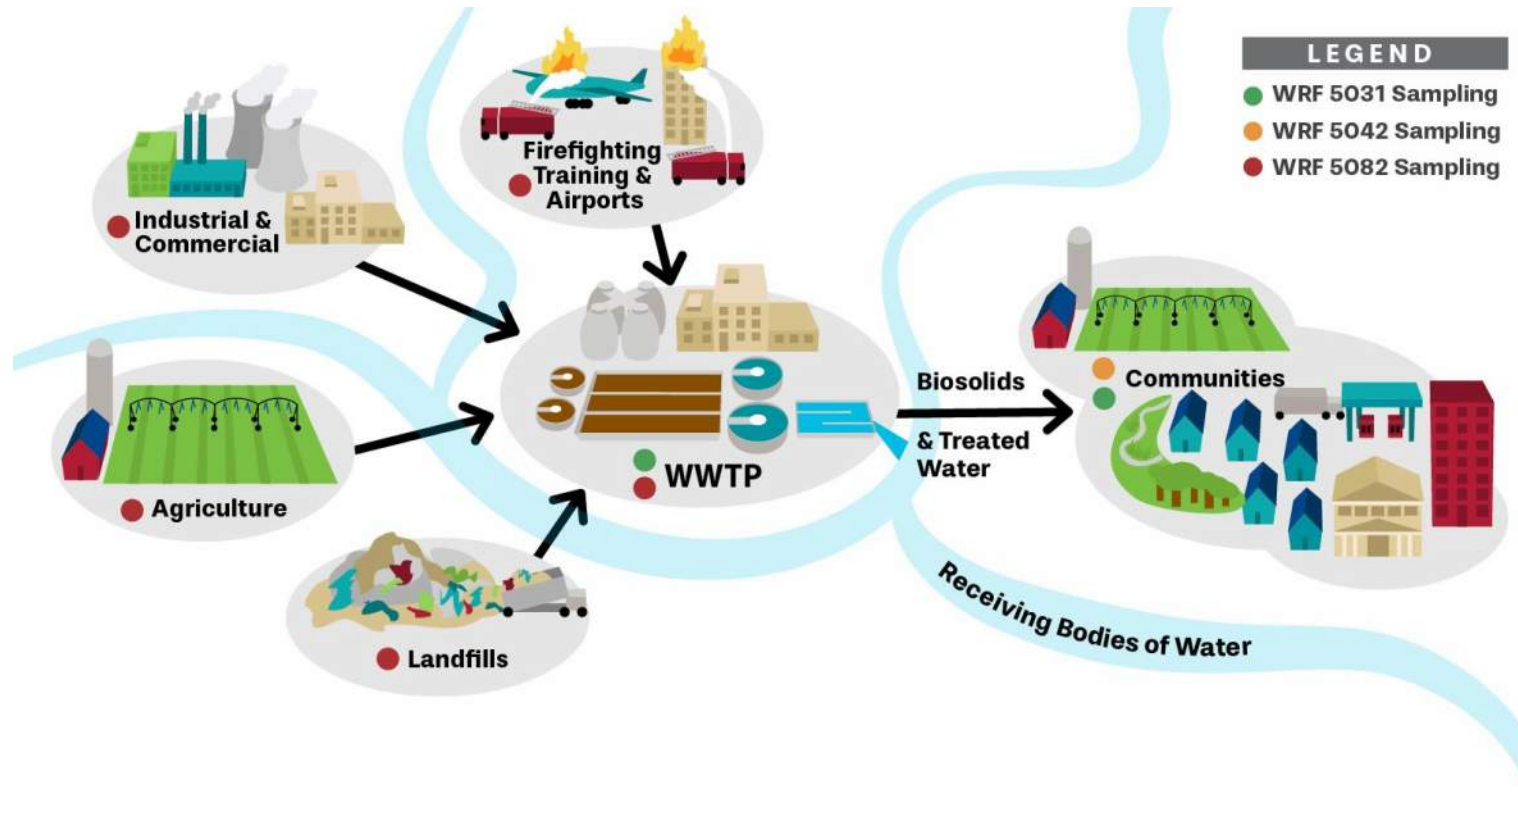 LEGEND
WRF 5031 Sampling
WRF 5042 Sampling
WRF 5082 Sampling
Firefighting
Training &
Airports
Industrial &
Commercial
Biosolids
& Treated
Water
Communities
WWTP
Agriculture
Landfills
Receiving Bodies of Water